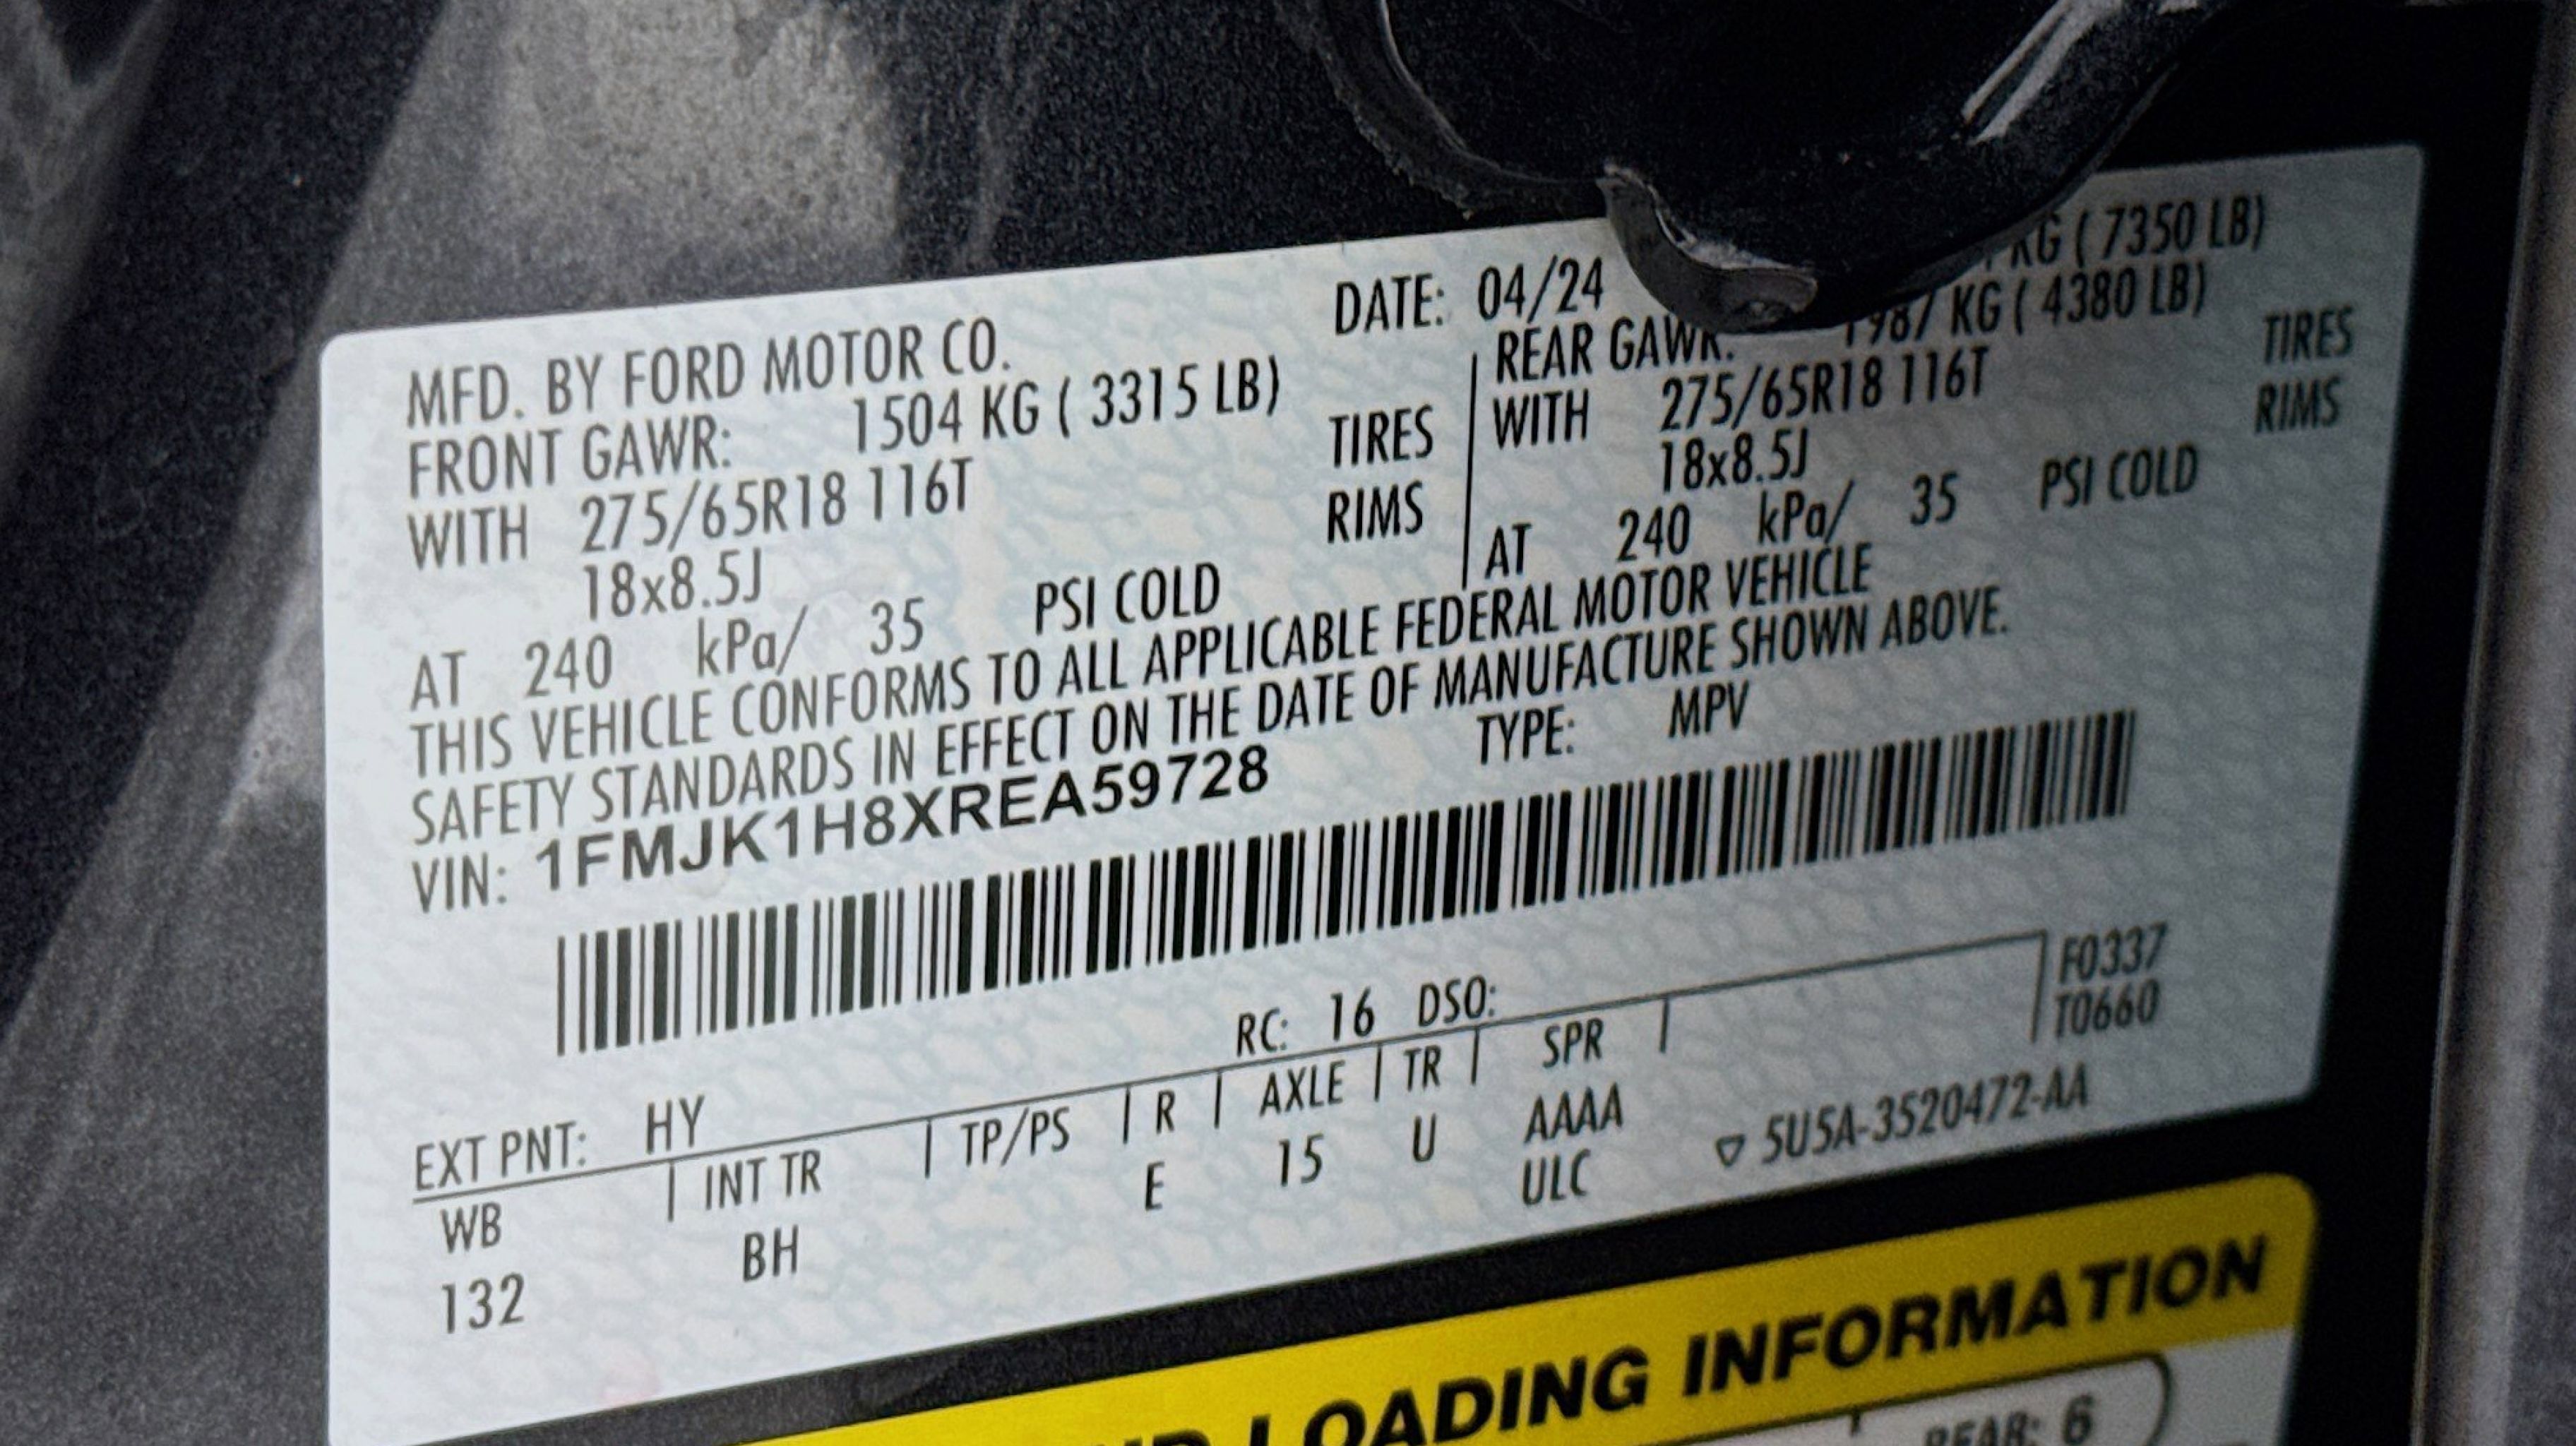 MFD. BY FORD MOTOR CO.
DATE: 04/24
KG ( 7350 LB)
FRONT GAWR: 1504 KG ( 3315 LB)
REAR GAWR: 1987 KG ( 4380 LB)
WITH 275/65R18 116T TIRES
WITH 275/65R18 116T TIRES
18x8.5J RIMS
18x8.5J RIMS
AT 240 kPa/ 35 PSI COLD
AT 240 kPa/ 35 PSI COLD
THIS VEHICLE CONFORMS TO ALL APPLICABLE FEDERAL MOTOR VEHICLE
SAFETY STANDARDS IN EFFECT ON THE DATE OF MANUFACTURE SHOWN ABOVE.
VIN: 1FMJK1H8XREA59728
TYPE: MPV
EXT PNT: HY RC: 16 DSO:
F0337
T0660
WB | INT TR | TP/PS | R | AXLE | TR | SPR |
132 BH E 15 U AAAA
ULC
▽ 5U5A-3520472-AA
LOADING INFORMATION
REAR: 6